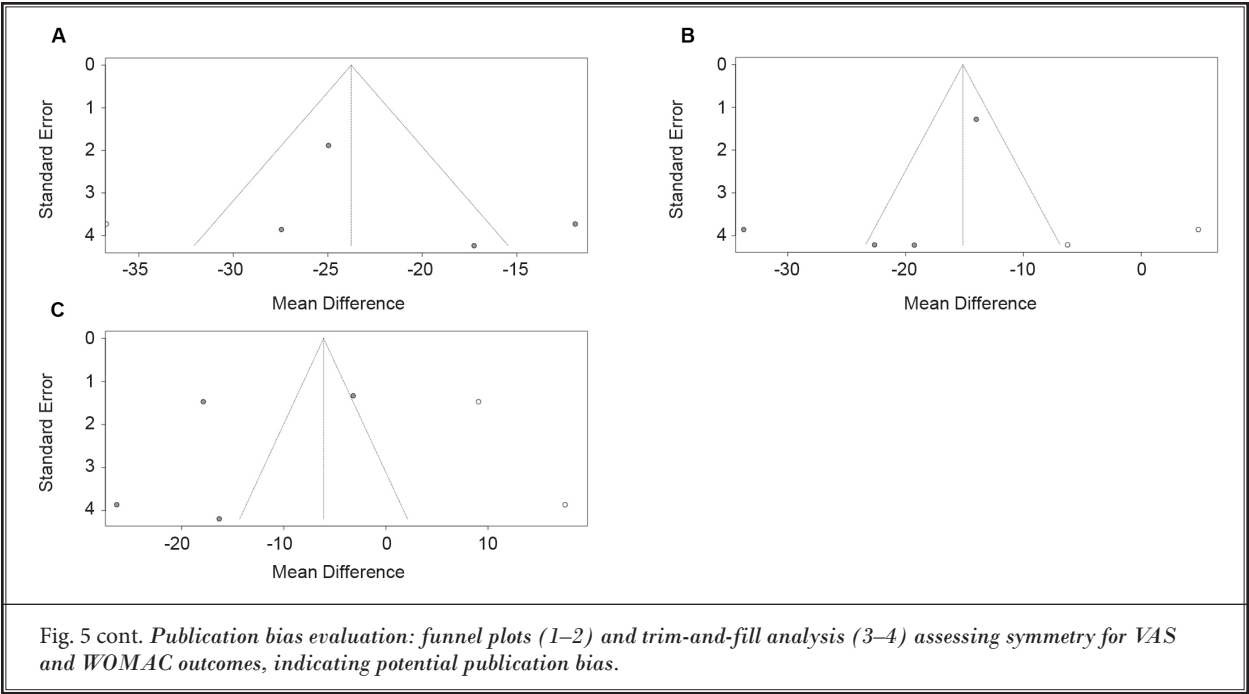 A
0
1
2
3
4
Standard Error
-35
-30
-25
-20
-15
Mean Difference
B
0
1
2
3
4
Standard Error
-30
-20
-10
0
Mean Difference
C
0
1
2
3
4
Standard Error
-20
-10
0
10
Mean Difference
Fig. 5 cont. Publication bias evaluation: funnel plots (1–2) and trim-and-fill analysis (3–4) assessing symmetry for VAS
and WOMAC outcomes, indicating potential publication bias.